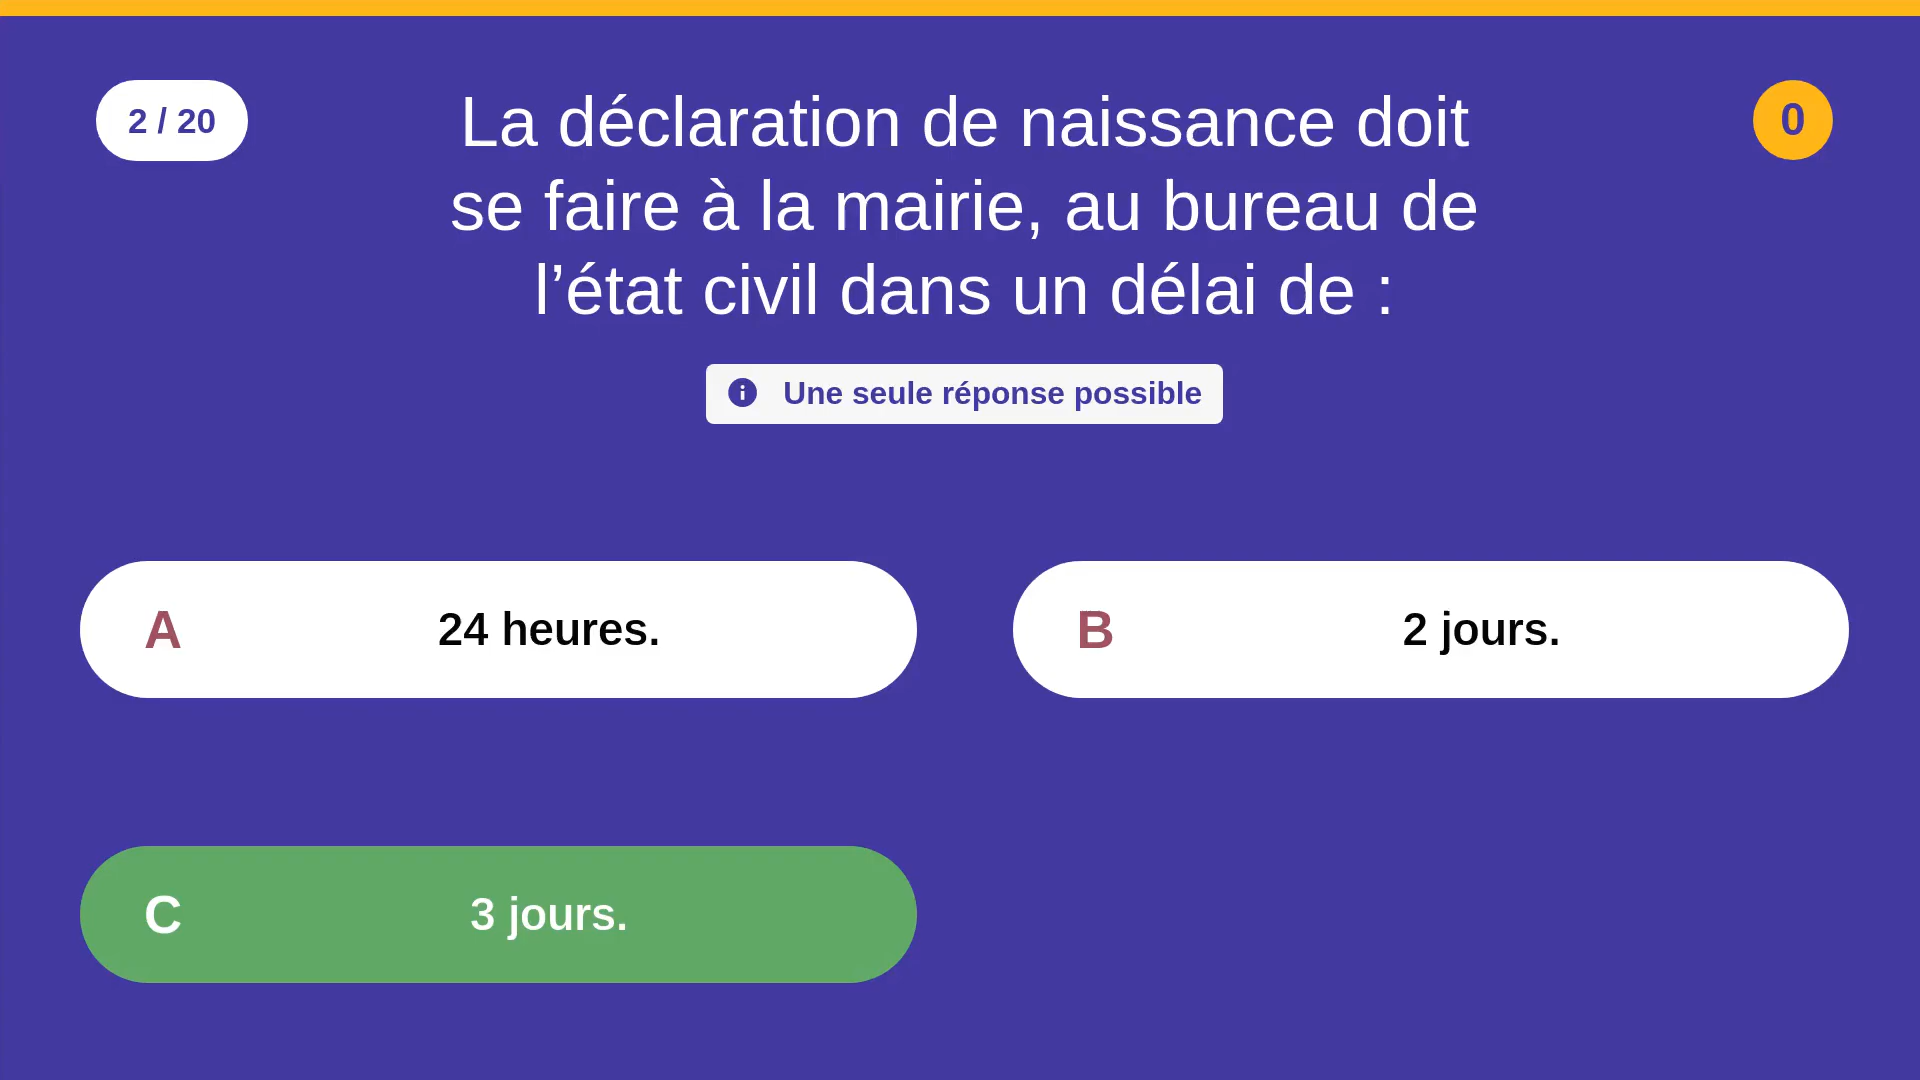 2 / 20
La déclaration de naissance doit
se faire à la mairie, au bureau de
l’état civil dans un délai de :
0
Une seule réponse possible
A 24 heures.
B 2 jours.
C 3 jours.